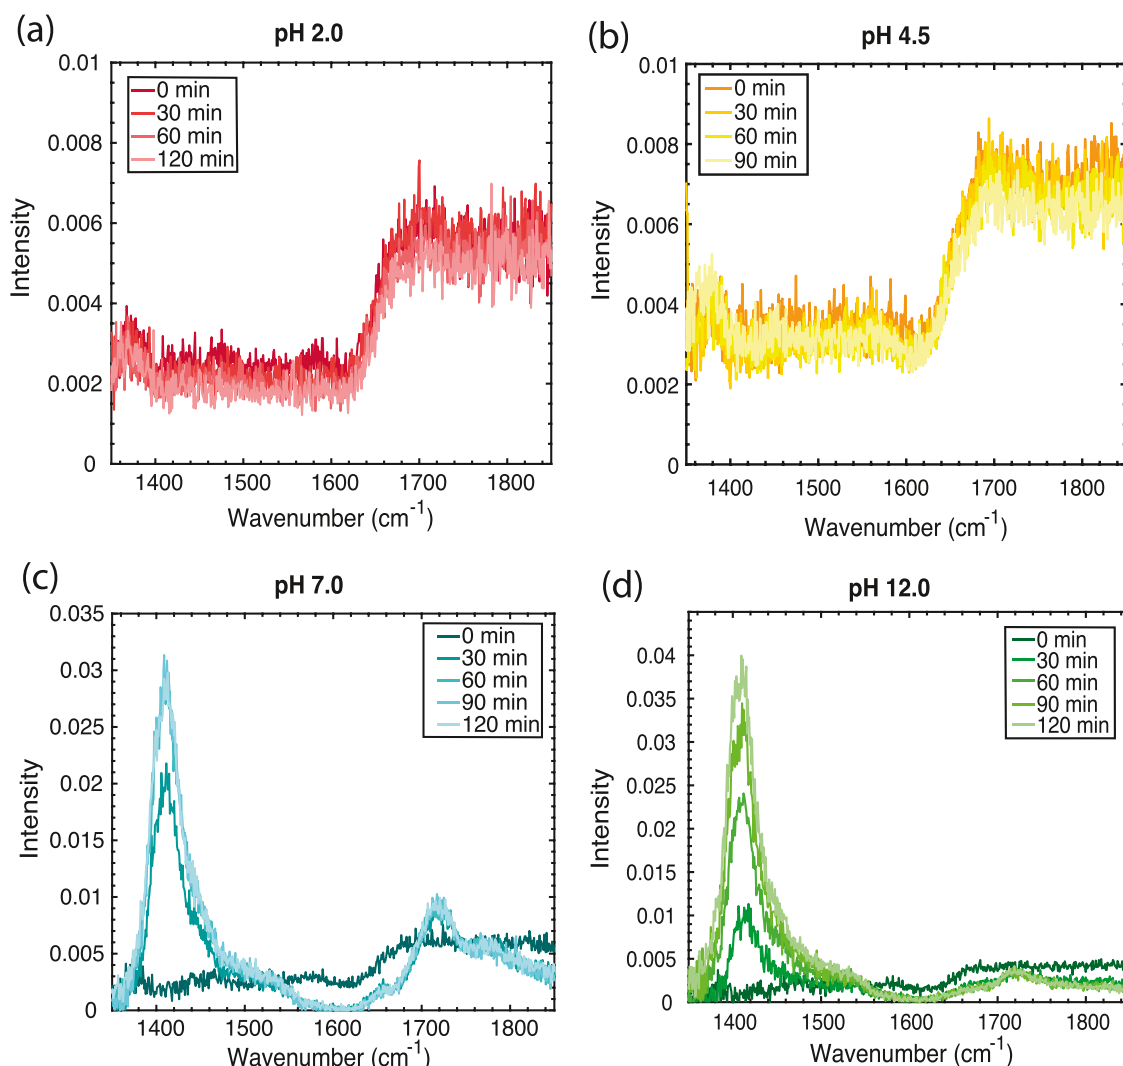 (a)
pH 2.0
0.01
0.008
0.006
0.004
0.002
0
Intensity
0 min
30 min
60 min
120 min
1400 1500 1600 1700 1800
Wavenumber (cm-1)
(b)
pH 4.5
0.01
0.008
0.006
0.004
0.002
0
Intensity
0 min
30 min
60 min
90 min
1400 1500 1600 1700 1800
Wavenumber (cm-1)
(c)
pH 7.0
0.035
0.03
0.025
0.02
0.015
0.01
0.005
0
Intensity
0 min
30 min
60 min
90 min
120 min
1400 1500 1600 1700 1800
Wavenumber (cm-1)
(d)
pH 12.0
0.04
0.035
0.03
0.025
0.02
0.015
0.01
0.005
0
Intensity
0 min
30 min
60 min
90 min
120 min
1400 1500 1600 1700 1800
Wavenumber (cm-1)